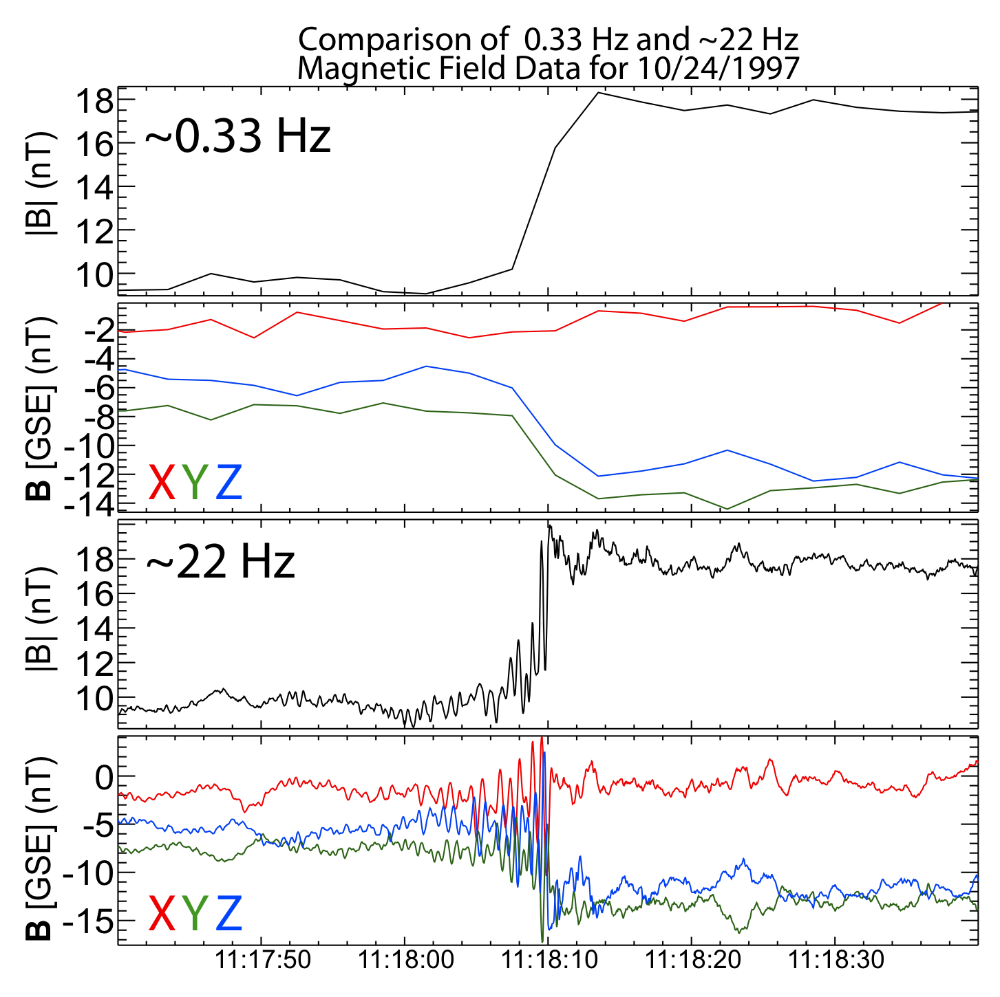 Comparison of  0.33 Hz and ~22 Hz
Magnetic Field Data for 10/24/1997
|B| (nT)
18
16
14
12
10
~0.33 Hz
B [GSE] (nT)
-2
-4
-6
-8
-10
-12
-14
X Y Z
|B| (nT)
18
16
14
12
10
~22 Hz
B [GSE] (nT)
0
-5
-10
-15
X Y Z
11:17:50 11:18:00 11:18:10 11:18:20 11:18:30